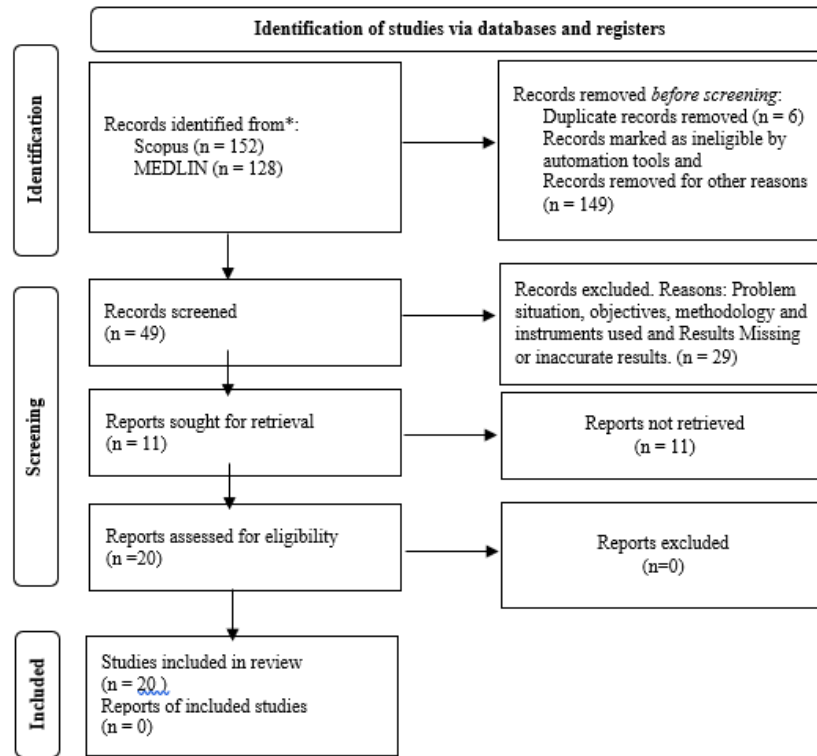 Identification of studies via databases and registers
Identification
Records identified from*:
Scopus (n = 152)
MEDLIN (n = 128)
Records removed before screening:
Duplicate records removed (n = 6)
Records marked as ineligible by
automation tools and
Records removed for other reasons
(n = 149)
Screening
Records screened
(n = 49)
Records excluded. Reasons: Problem
situation, objectives, methodology and
instruments used and Results Missing
or inaccurate results. (n = 29)
Reports sought for retrieval
(n = 11)
Reports not retrieved
(n = 11)
Reports assessed for eligibility
(n =20)
Reports excluded
(n=0)
Included
Studies included in review
(n = 20 )
Reports of included studies
(n = 0)